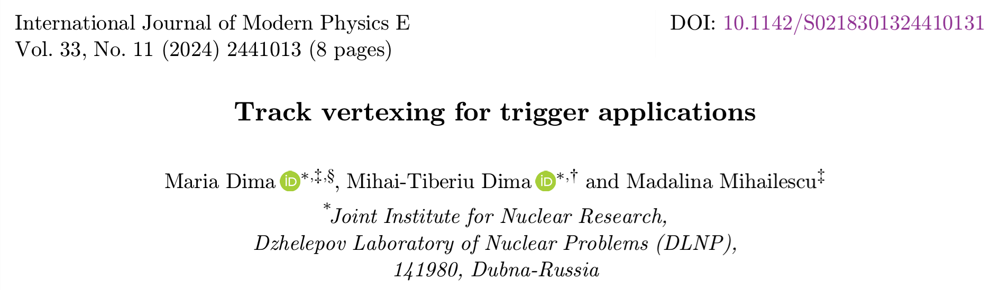 International Journal of Modern Physics E
Vol. 33, No. 11 (2024) 2441013 (8 pages)
DOI: 10.1142/S0218301324410131
Track vertexing for trigger applications
Maria Dima iD*,‡,§, Mihai-Tiberiu Dima iD*,† and Madalina Mihailescu‡
*Joint Institute for Nuclear Research,
Dzhelepov Laboratory of Nuclear Problems (DLNP),
141980, Dubna-Russia